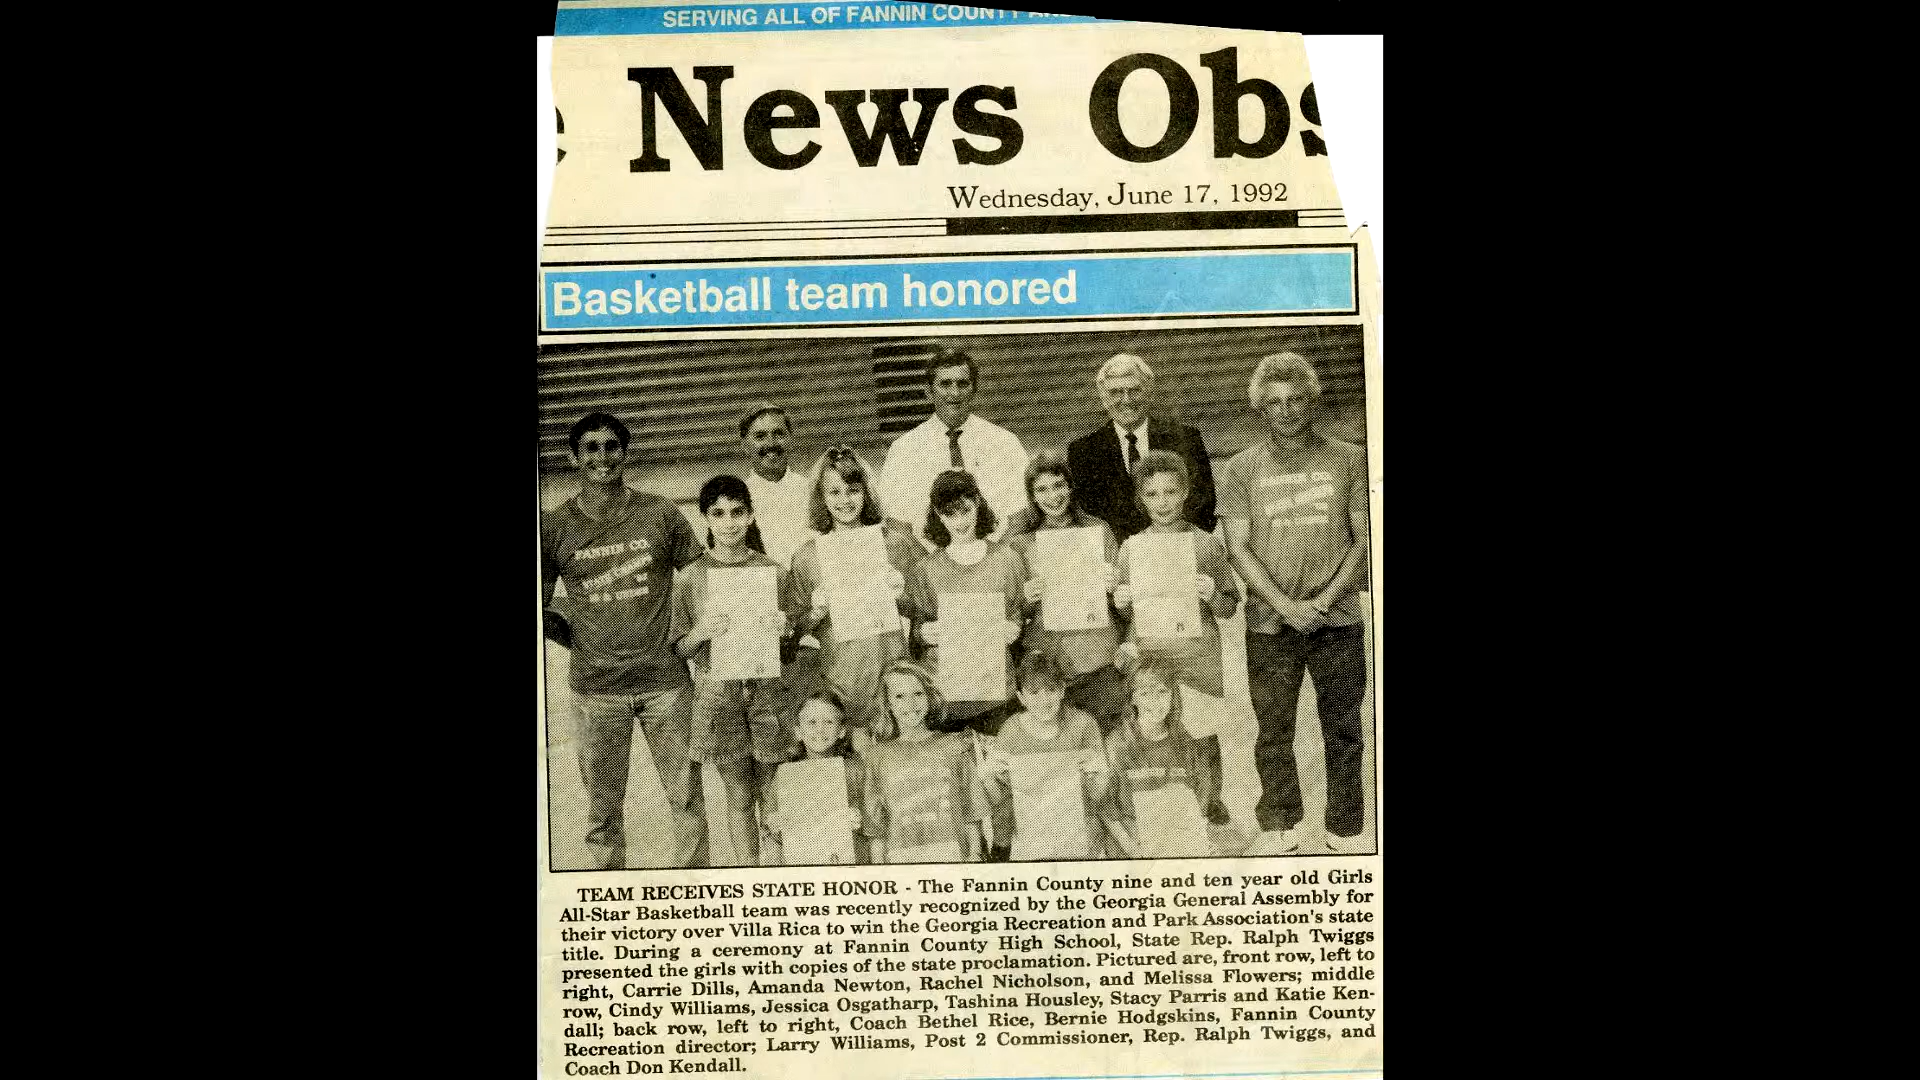 SERVING ALL OF FANNIN COUNTY
News Obs
Wednesday, June 17, 1992
Basketball team honored
FANNIN CO.
FANNIN CO.
FANNIN CO.
TEAM RECEIVES STATE HONOR - The Fannin County nine and ten year old Girls
All-Star Basketball team was recently recognized by the Georgia General Assembly for
their victory over Villa Rica to win the Georgia Recreation and Park Association's state
title. During a ceremony at Fannin County High School, State Rep. Ralph Twiggs
presented the girls with copies of the state proclamation. Pictured are, front row, left to
right, Carrie Dills, Amanda Newton, Rachel Nicholson, and Melissa Flowers; middle
row, Cindy Williams, Jessica Osgatharp, Tashina Housley, Stacy Parris and Katie Ken-
dall; back row, left to right, Coach Bethel Rice, Bernie Hodgskins, Fannin County
Recreation director; Larry Williams, Post 2 Commissioner, Rep. Ralph Twiggs, and
Coach Don Kendall.